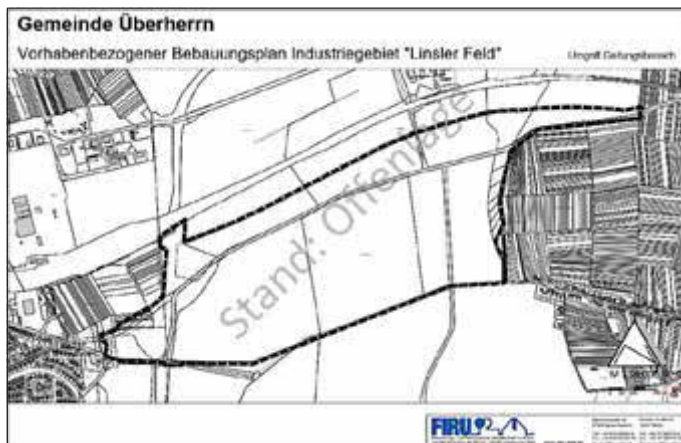 Gemeinde Überherrn
Vorhabenbezogener Bebauungsplan Industriegebiet "Linsler Feld"
Umgriff Geltungsbereich
Stand: Offenlage
FIRU